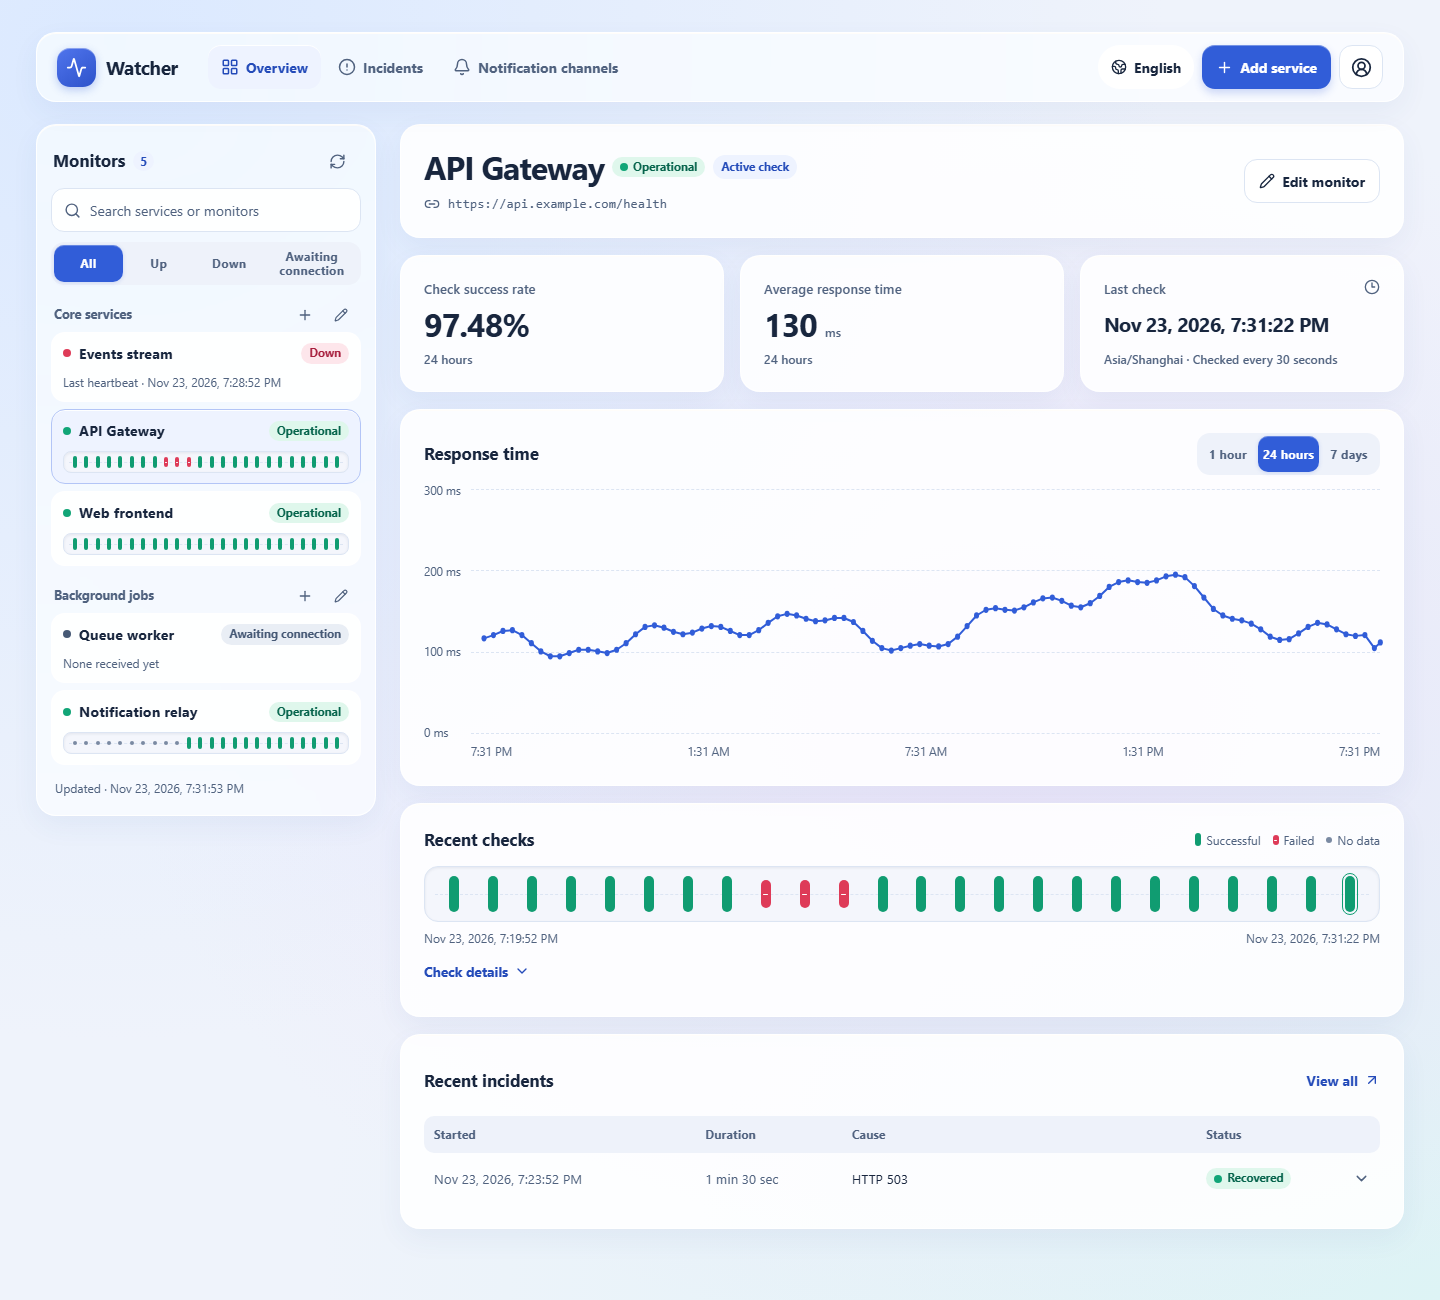 Watcher
Overview
Incidents
Notification channels
English
Add service
Monitors 5
Search services or monitors
All
Up
Down
Awaiting connection
Core services
Events stream
Down
Last heartbeat · Nov 23, 2026, 7:28:52 PM
API Gateway
Operational
Web frontend
Operational
Background jobs
Queue worker
Awaiting connection
None received yet
Notification relay
Operational
Updated · Nov 23, 2026, 7:31:53 PM
API Gateway
Operational
Active check
https://api.example.com/health
Edit monitor
Check success rate
97.48%
24 hours
Average response time
130 ms
24 hours
Last check
Nov 23, 2026, 7:31:22 PM
Asia/Shanghai · Checked every 30 seconds
Response time
1 hour
24 hours
7 days
300 ms
200 ms
100 ms
0 ms
7:31 PM
1:31 AM
7:31 AM
1:31 PM
7:31 PM
Recent checks
Successful
Failed
No data
Nov 23, 2026, 7:19:52 PM
Nov 23, 2026, 7:31:22 PM
Check details
Recent incidents
View all
Started
Duration
Cause
Status
Nov 23, 2026, 7:23:52 PM
1 min 30 sec
HTTP 503
Recovered